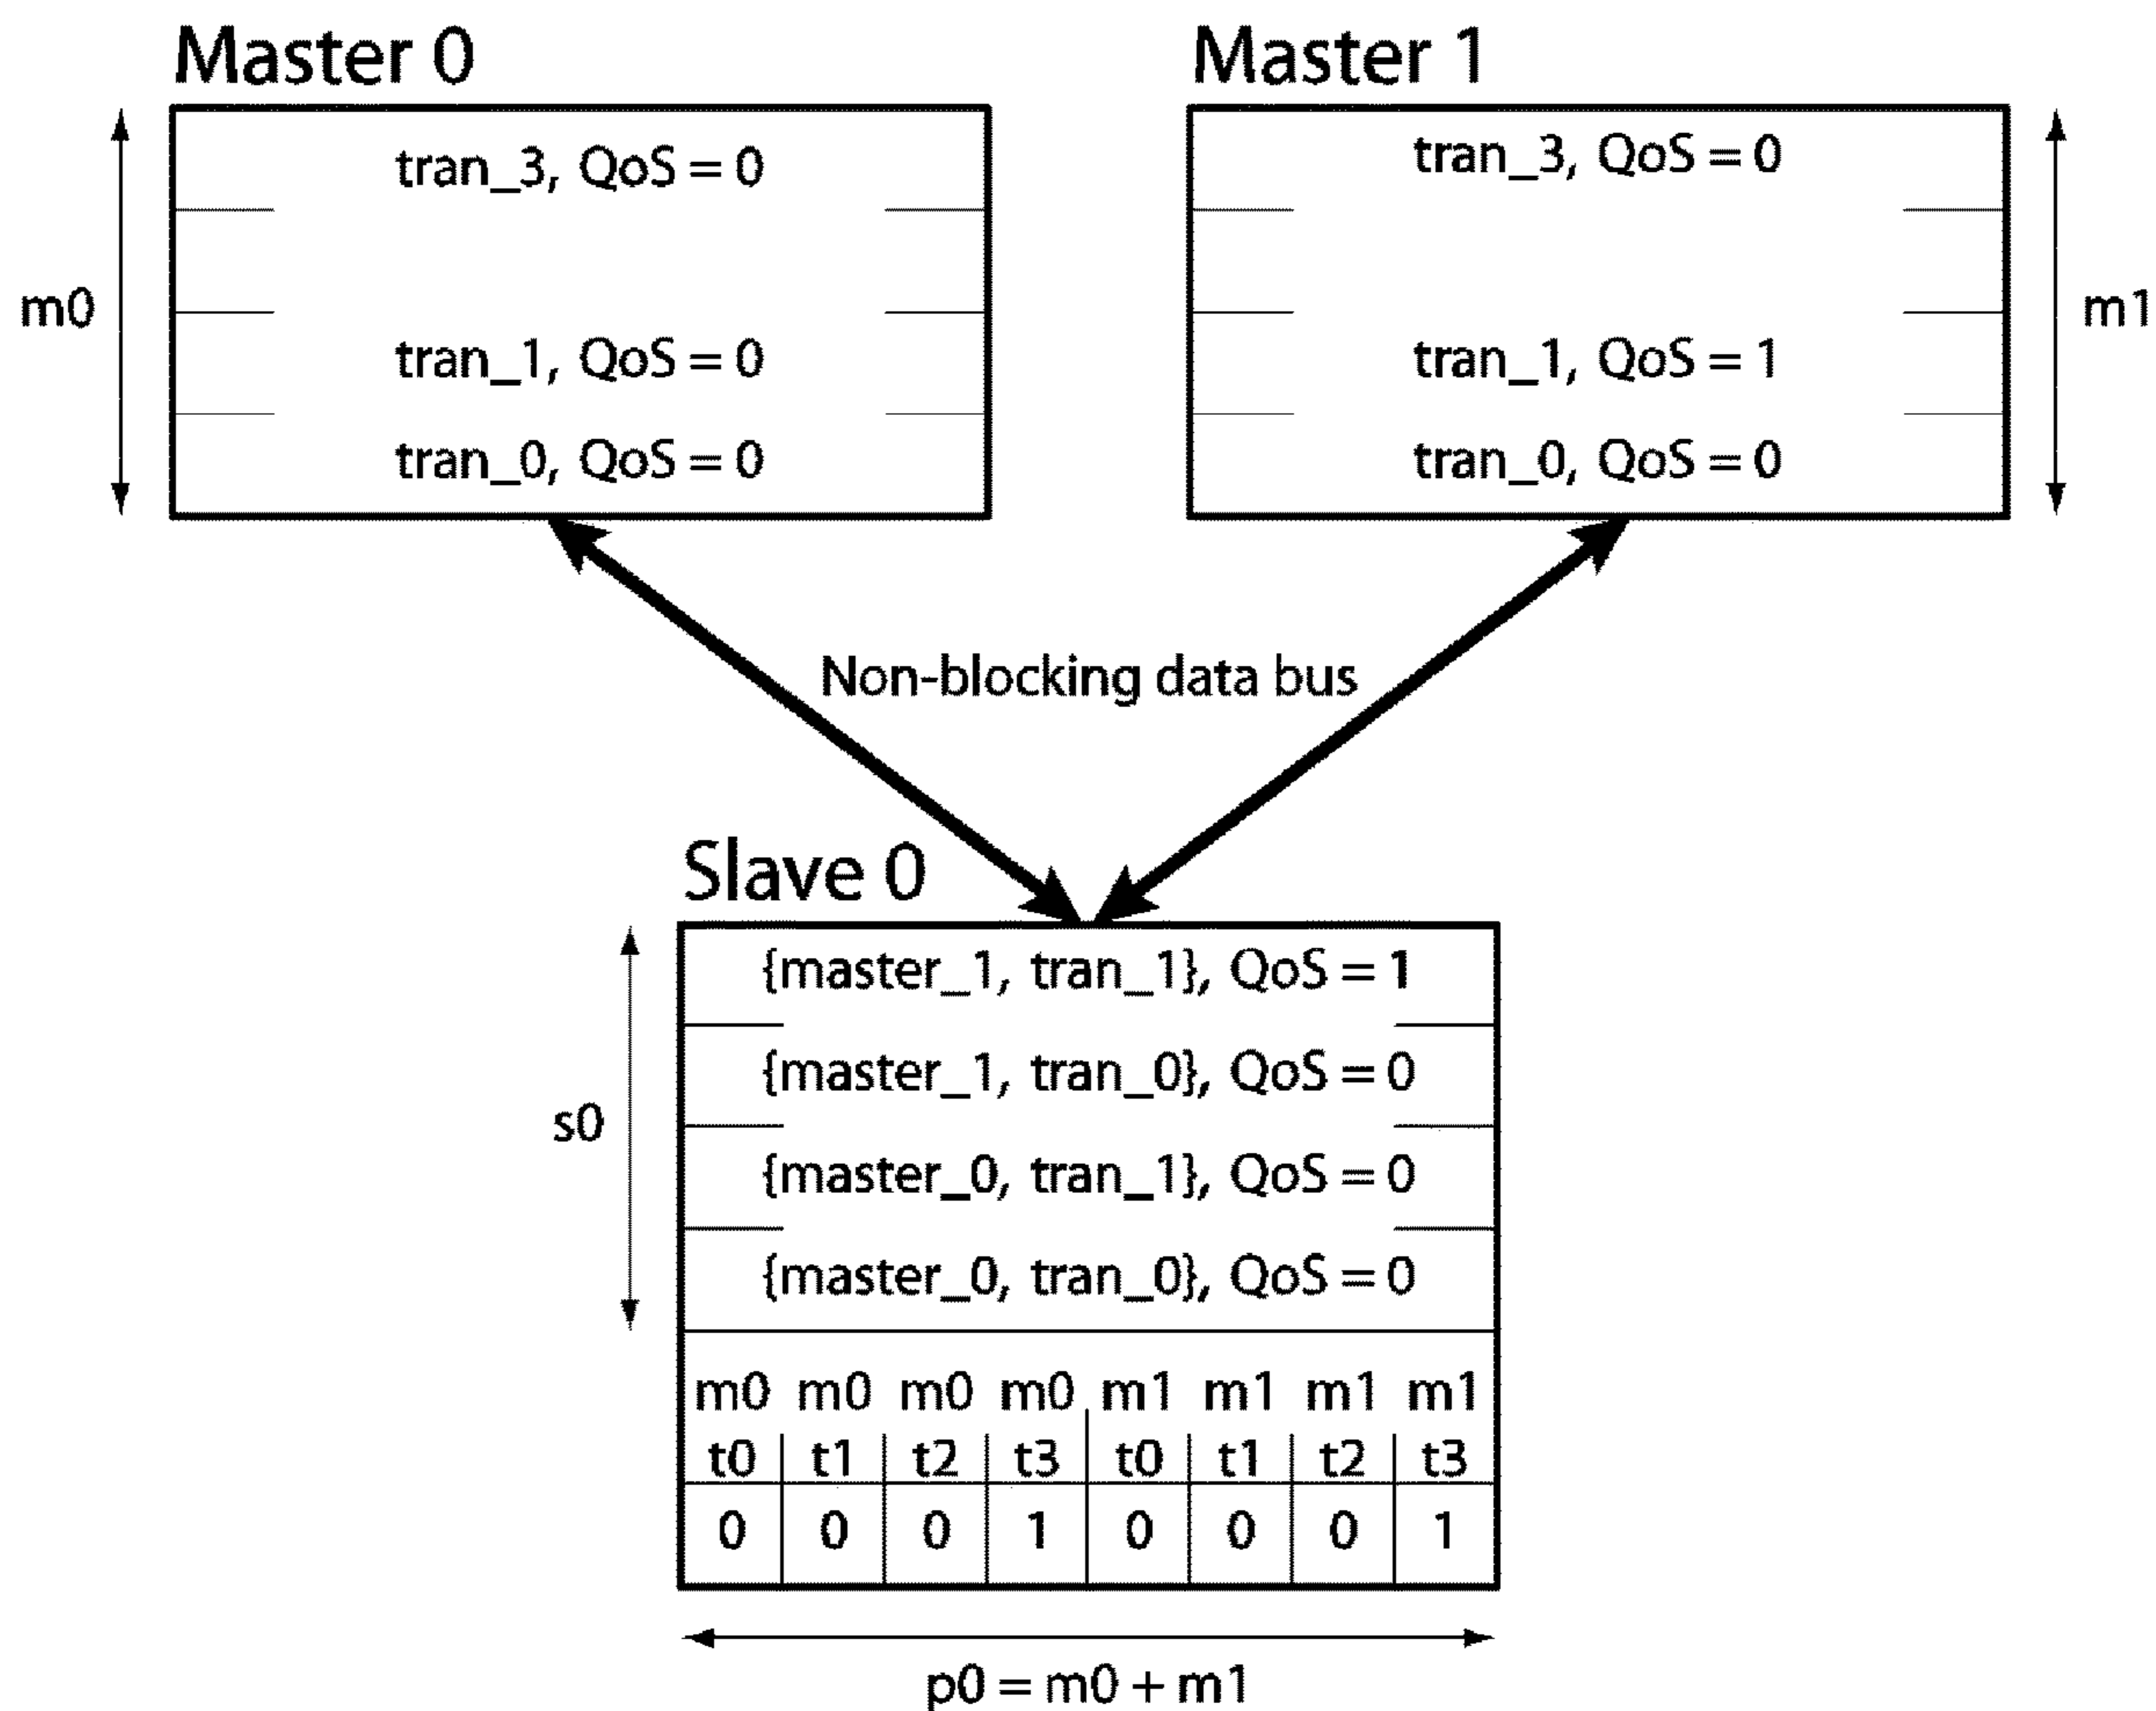 Master 0
Master 1
tran_3, QoS = 0
tran_1, QoS = 0
tran_0, QoS = 0
m0
tran_3, QoS = 0
tran_1, QoS = 1
tran_0, QoS = 0
m1
Non-blocking data bus
Slave 0
{master_1, tran_1}, QoS = 1
{master_1, tran_0}, QoS = 0
{master_0, tran_1}, QoS = 0
{master_0, tran_0}, QoS = 0
s0
m0 m0 m0 m0 m1 m1 m1 m1
t0 t1 t2 t3 t0 t1 t2 t3
0 0 0 1 0 0 0 1
p0 = m0 + m1